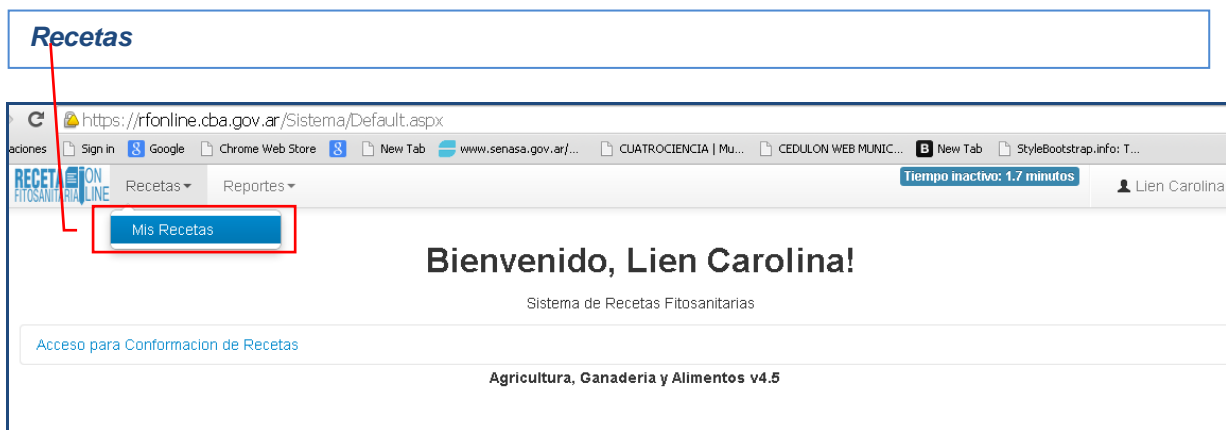 Recetas
https://rfonline.cba.gov.ar/Sistema/Default.aspx
aciones Sign in Google Chrome Web Store New Tab www.senasa.gov.ar/... CUATROCIENCIA | Mu... CEDULON WEB MUNIC... New Tab StyleBootstrap.info: T...
RECETA ON
FITOSANITARIA LINE
Recetas Reportes Tiempo inactivo: 1.7 minutos Lien Carolina
Mis Recetas
Bienvenido, Lien Carolina!
Sistema de Recetas Fitosanitarias
Acceso para Conformacion de Recetas
Agricultura, Ganaderia y Alimentos v4.5